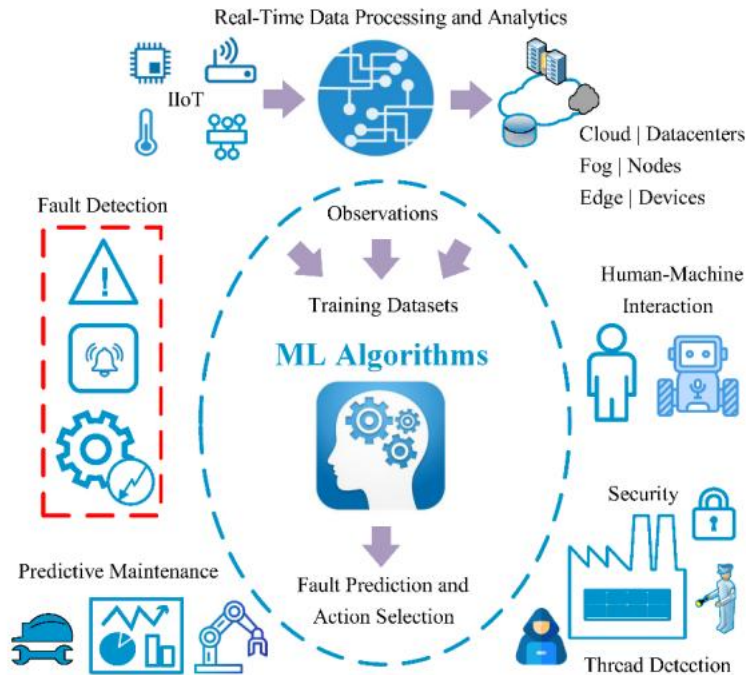 Real-Time Data Processing and Analytics
IIoT
Cloud | Datacenters
Fog | Nodes
Edge | Devices
Fault Detection
Observations
Training Datasets
ML Algorithms
Human-Machine
Interaction
Security
Predictive Maintenance
Fault Prediction and
Action Selection
Thread Detection